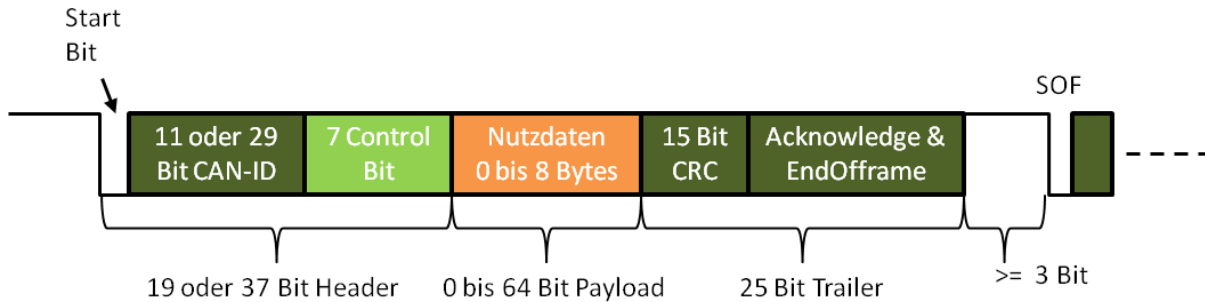 Start
Bit
SOF
11 oder 29
Bit CAN-ID
7 Control
Bit
Nutzdaten
0 bis 8 Bytes
15 Bit
CRC
Acknowledge &
EndOfframe
19 oder 37 Bit Header
0 bis 64 Bit Payload
25 Bit Trailer
>= 3 Bit